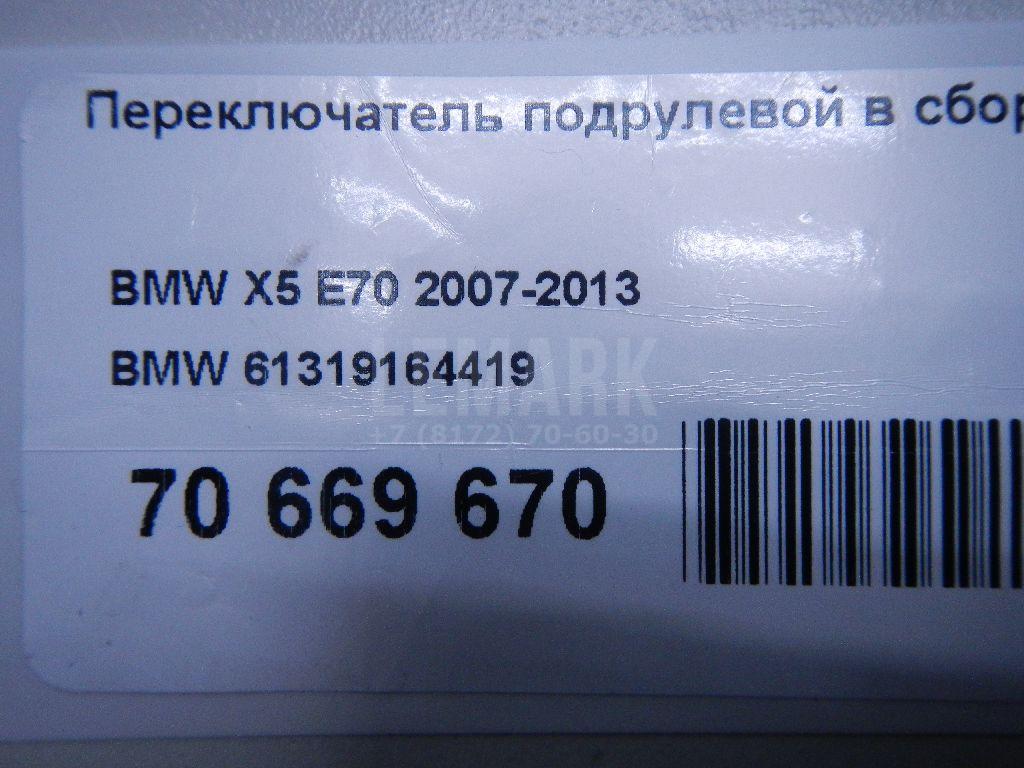 Переключатель подрулевой в сбор
BMW X5 E70 2007-2013
BMW 61319164419
LEMARK
+7 (8172) 70-60-30
70 669 670